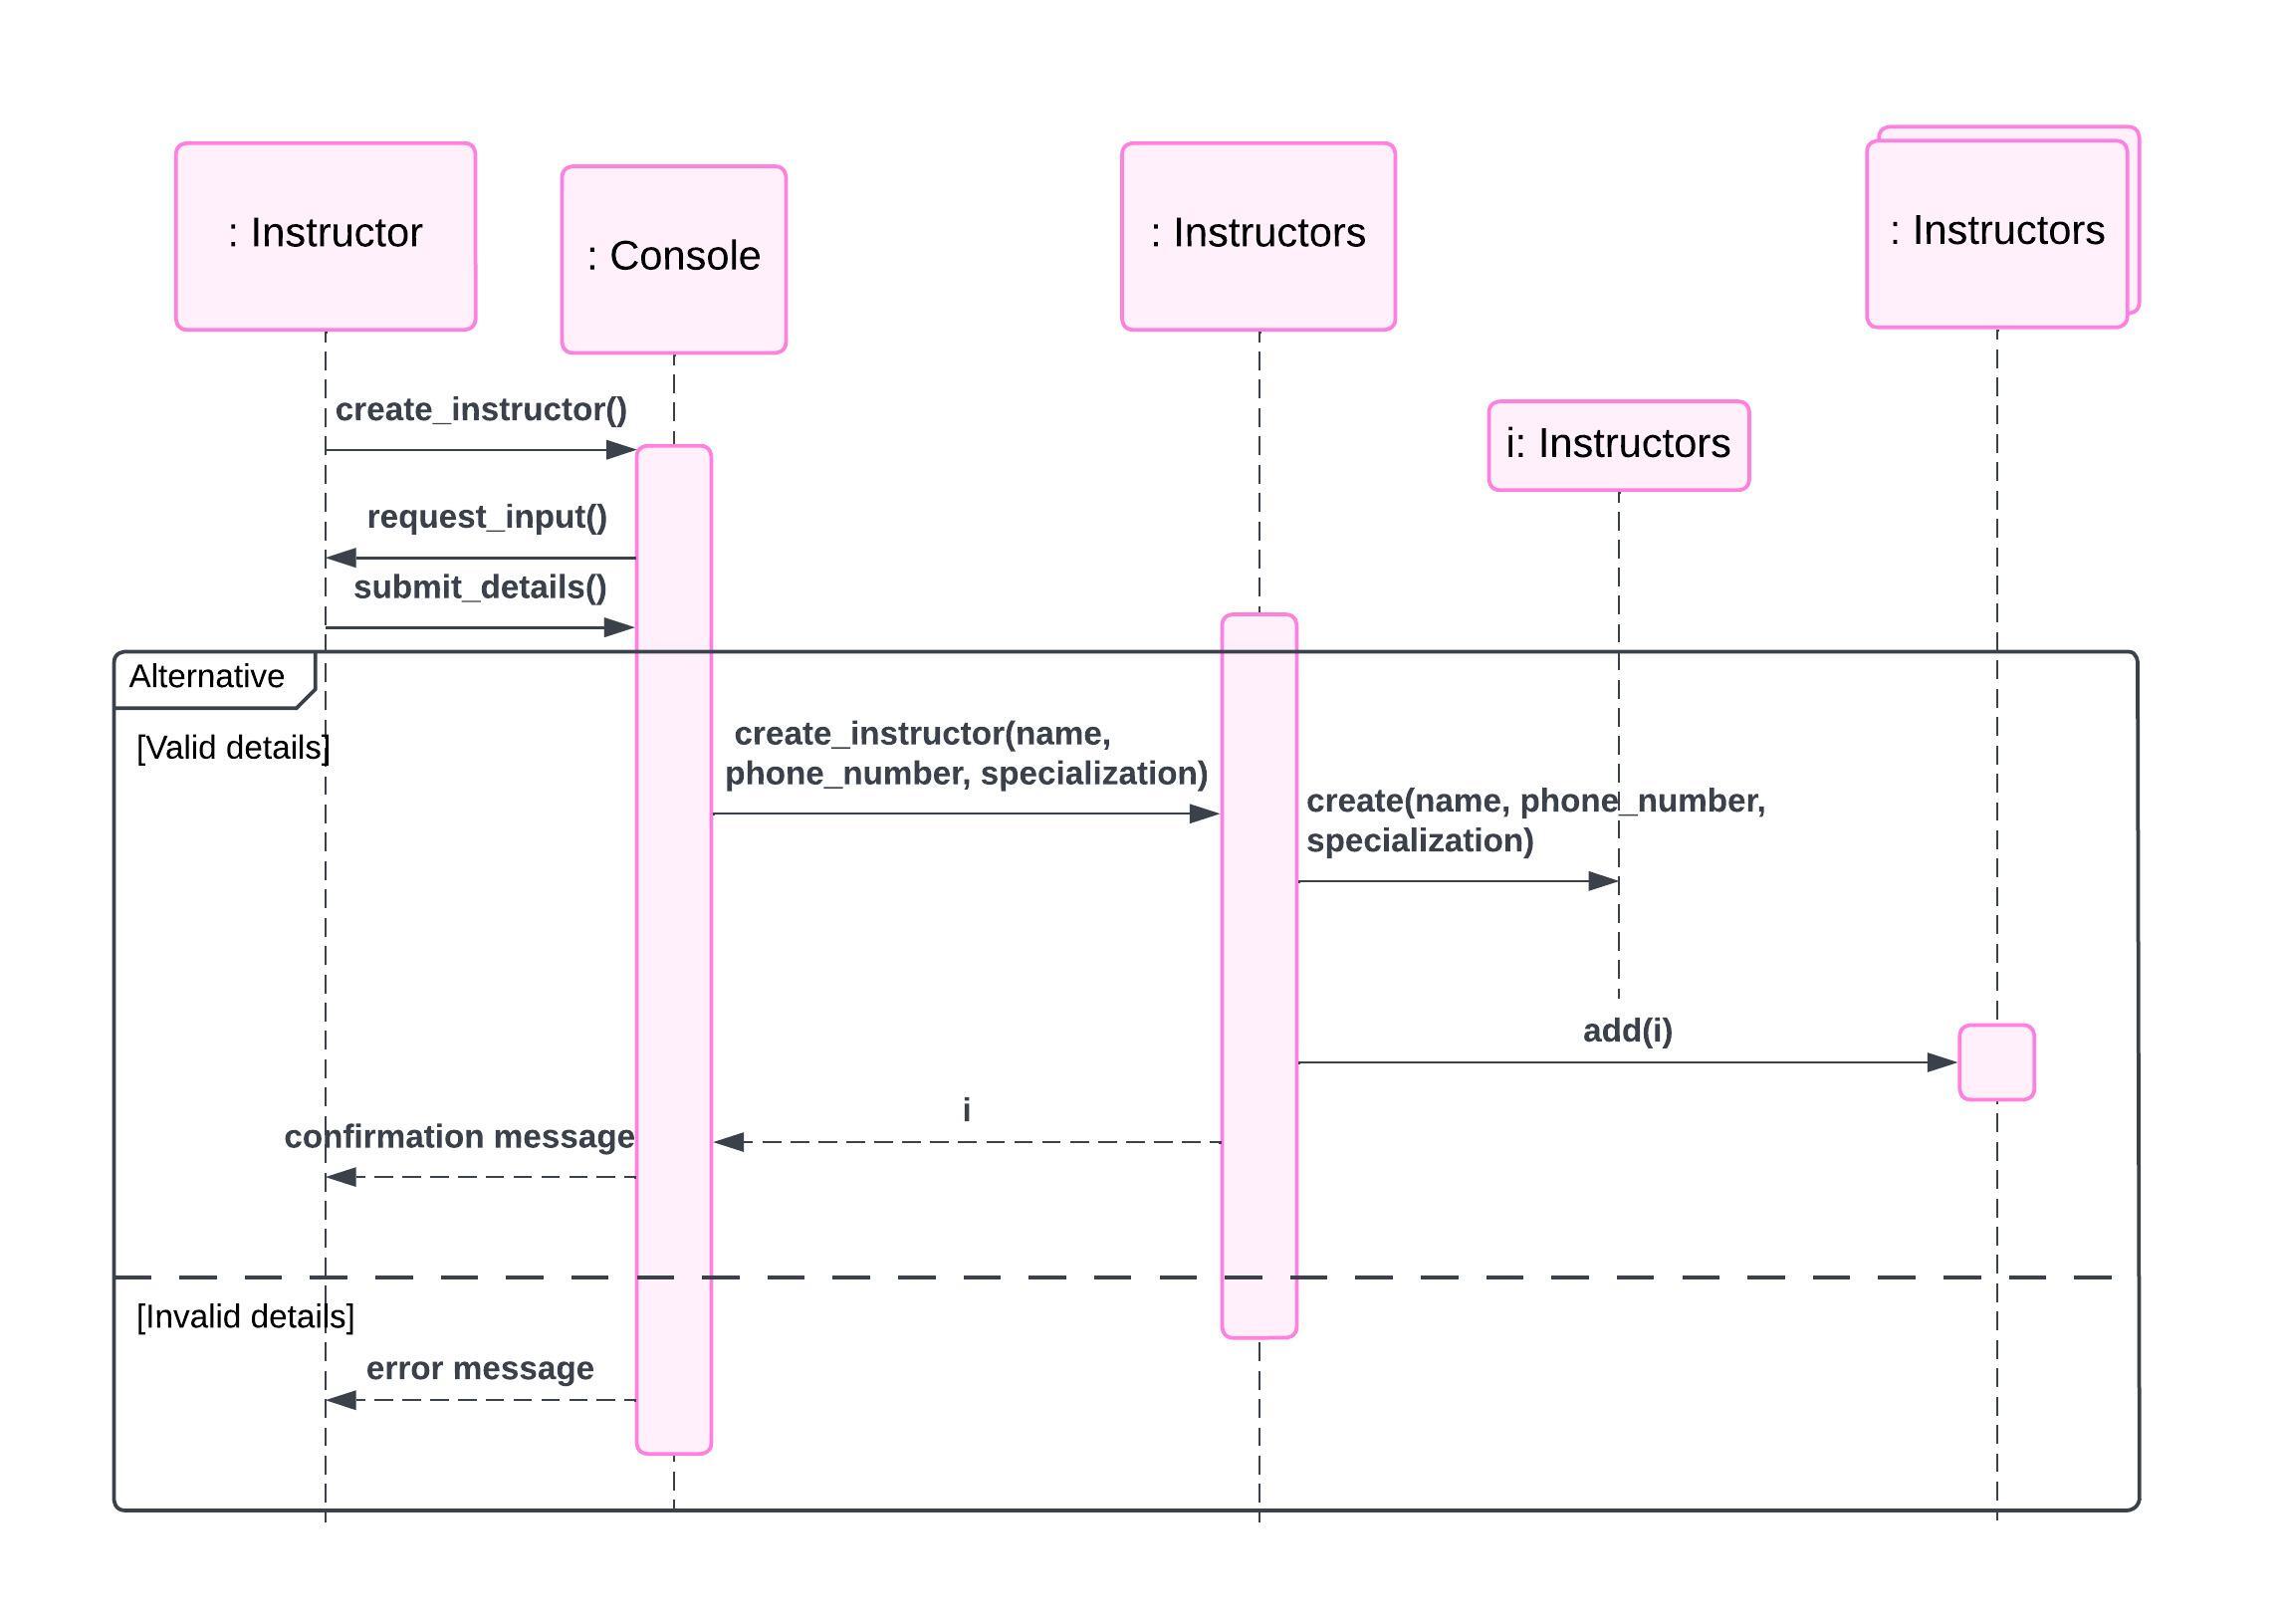 : Instructor
: Console
: Instructors
: Instructors
i: Instructors
create_instructor()
request_input()
submit_details()
Alternative
[Valid details]
create_instructor(name,
phone_number, specialization)
create(name, phone_number,
specialization)
add(i)
i
confirmation message
[Invalid details]
error message